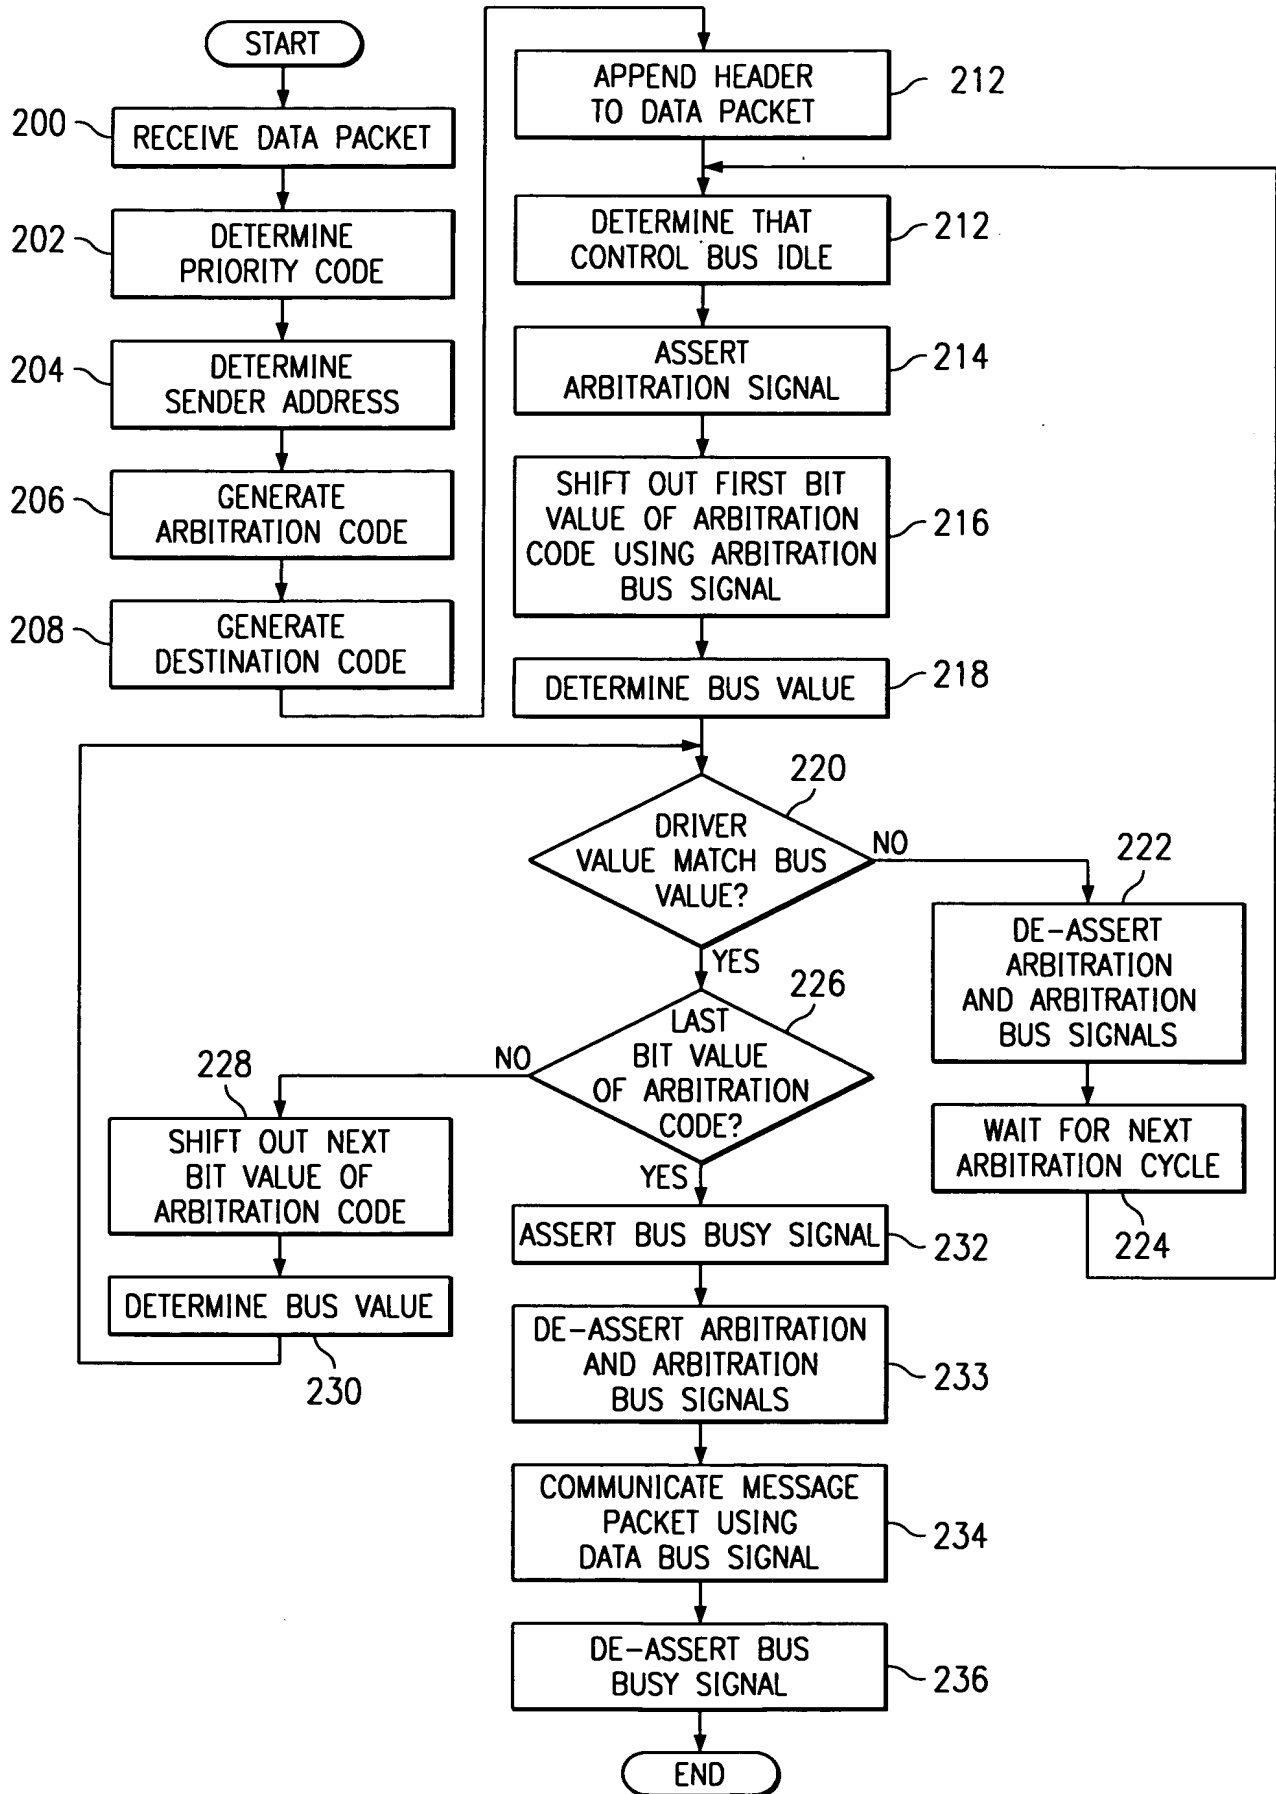 START
200
RECEIVE DATA PACKET
202
DETERMINE
PRIORITY CODE
204
DETERMINE
SENDER ADDRESS
206
GENERATE
ARBITRATION CODE
208
GENERATE
DESTINATION CODE
APPEND HEADER
TO DATA PACKET
212
DETERMINE THAT
CONTROL BUS IDLE
212
ASSERT
ARBITRATION SIGNAL
214
SHIFT OUT FIRST BIT
VALUE OF ARBITRATION
CODE USING ARBITRATION
BUS SIGNAL
216
DETERMINE BUS VALUE
218
220
DRIVER
VALUE MATCH BUS
VALUE?
NO
222
DE-ASSERT
ARBITRATION
AND ARBITRATION
BUS SIGNALS
WAIT FOR NEXT
ARBITRATION CYCLE
224
YES
226
LAST
BIT VALUE
OF ARBITRATION
CODE?
NO
228
SHIFT OUT NEXT
BIT VALUE OF
ARBITRATION CODE
DETERMINE BUS VALUE
230
YES
ASSERT BUS BUSY SIGNAL
232
DE-ASSERT ARBITRATION
AND ARBITRATION
BUS SIGNALS
233
COMMUNICATE MESSAGE
PACKET USING
DATA BUS SIGNAL
234
DE-ASSERT BUS
BUSY SIGNAL
236
END